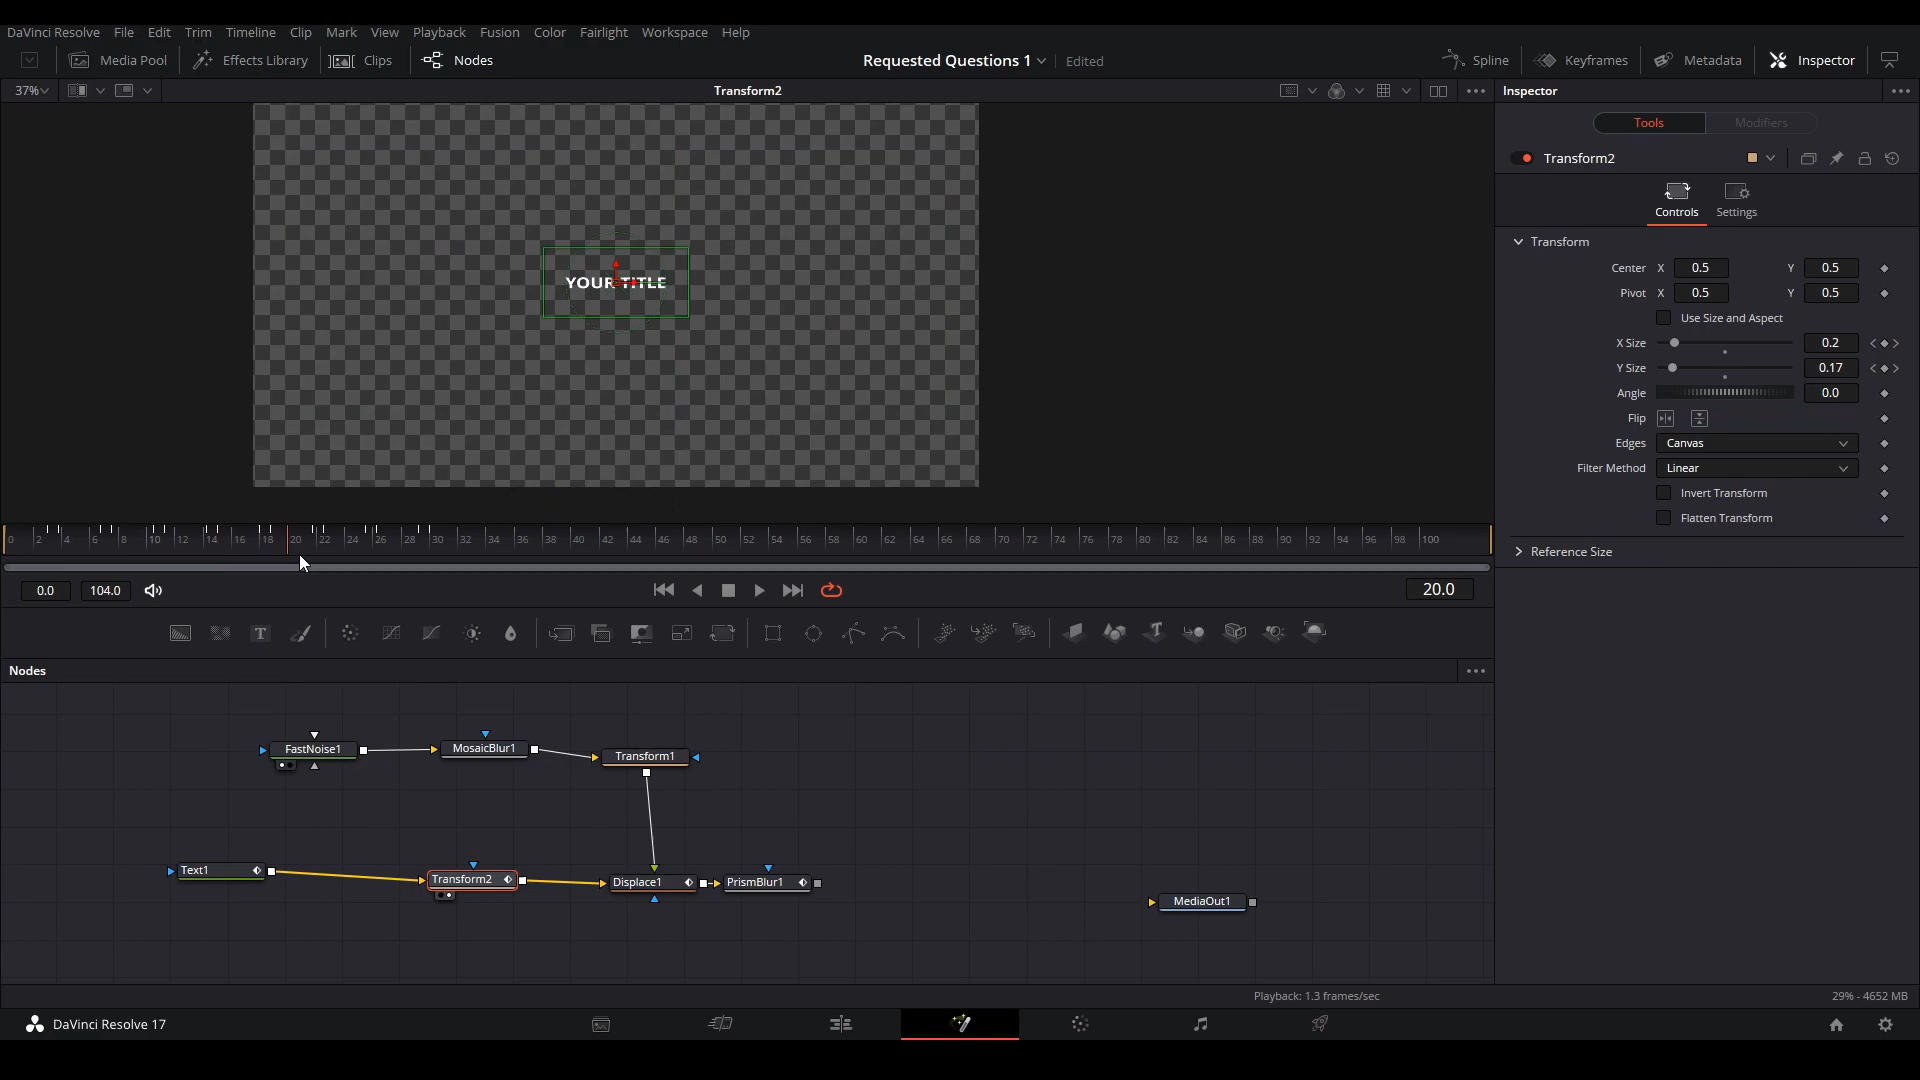 DaVinci Resolve File Edit Trim Timeline Clip Mark View Playback Fusion Color Fairlight Workspace Help
Media Pool Effects Library Clips Nodes Requested Questions 1 Edited Spline Keyframes Metadata Inspector
37% Transform2 Inspector
Tools Modifiers
Transform2
Controls Settings
Transform
Center X 0.5 Y 0.5
Pivot X 0.5 Y 0.5
Use Size and Aspect
X Size 0.2
Y Size 0.17
Angle 0.0
Flip
Edges Canvas
Filter Method Linear
Invert Transform
Flatten Transform
Reference Size
YOUR TITLE
0 2 4 6 8 10 12 14 16 18 20 22 24 26 28 30 32 34 36 38 40 42 44 46 48 50 52 54 56 58 60 62 64 66 68 70 72 74 76 78 80 82 84 86 88 90 92 94 96 98 100
0.0 104.0 20.0
T
Nodes
FastNoise1 MosaicBlur1 Transform1
Text1 Transform2 Displace1 PrismBlur1
MediaOut1
Playback: 1.3 frames/sec 29% - 4652 MB
DaVinci Resolve 17